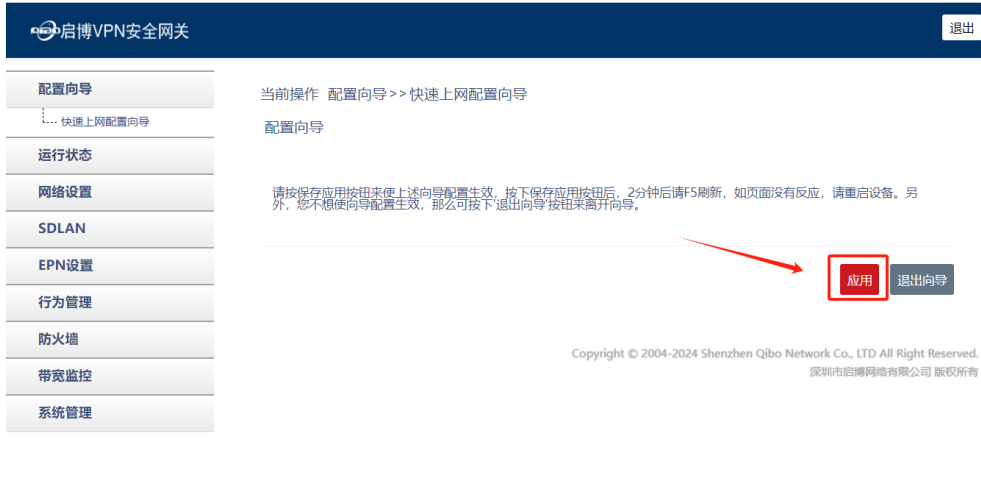 Qibo启博VPN安全网关
退出
配置向导
快速上网配置向导
运行状态
网络设置
SDLAN
EPN设置
行为管理
防火墙
带宽监控
系统管理
当前操作 配置向导>>快速上网配置向导
配置向导
请按保存应用按钮来使上述向导配置生效，按下保存应用按钮后，2分钟后请F5刷新，如页面没有反应，请重启设备。另
外，您不想使向导配置生效，那么可按下'退出向导'按钮来离开向导。
应用
退出向导
Copyright © 2004-2024 Shenzhen Qibo Network Co., LTD All Right Reserved.
深圳市启博网络有限公司 版权所有